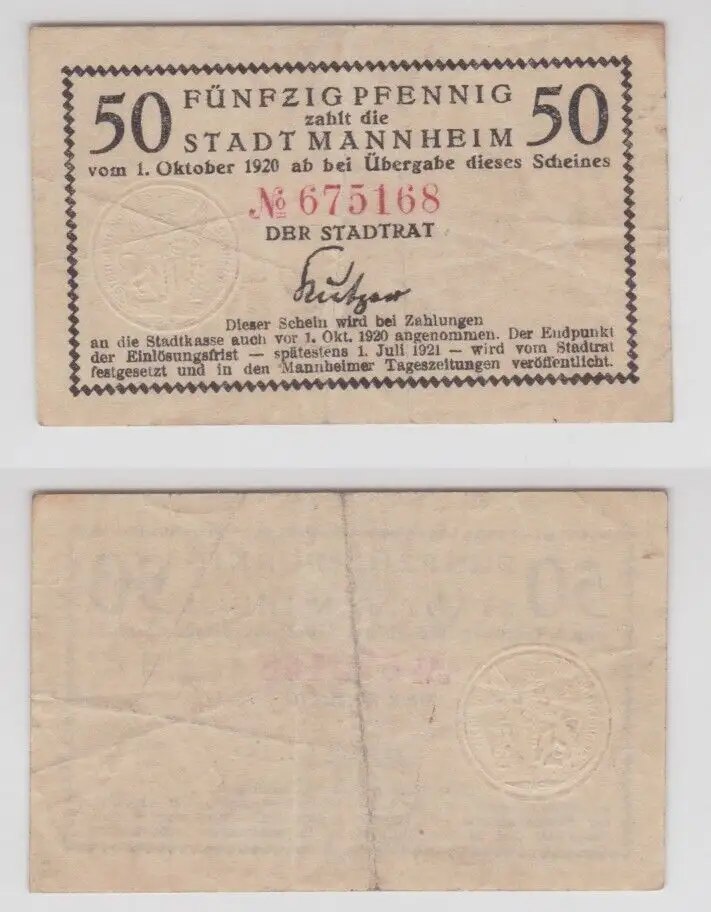 50 FÜNFZIG PFENNIG 50
zahlt die
STADT MANNHEIM
vom 1. Oktober 1920 ab bei Übergabe dieses Scheines
№ 675168
DER STADTRAT
Kutzer
Dieser Schein wird bei Zahlungen
an die Stadtkasse auch vor 1. Okt. 1920 angenommen. Der Endpunkt
der Einlösungsfrist — spätestens 1. Juli 1921 — wird vom Stadtrat
festgesetzt und in den Mannheimer Tageszeitungen veröffentlicht.